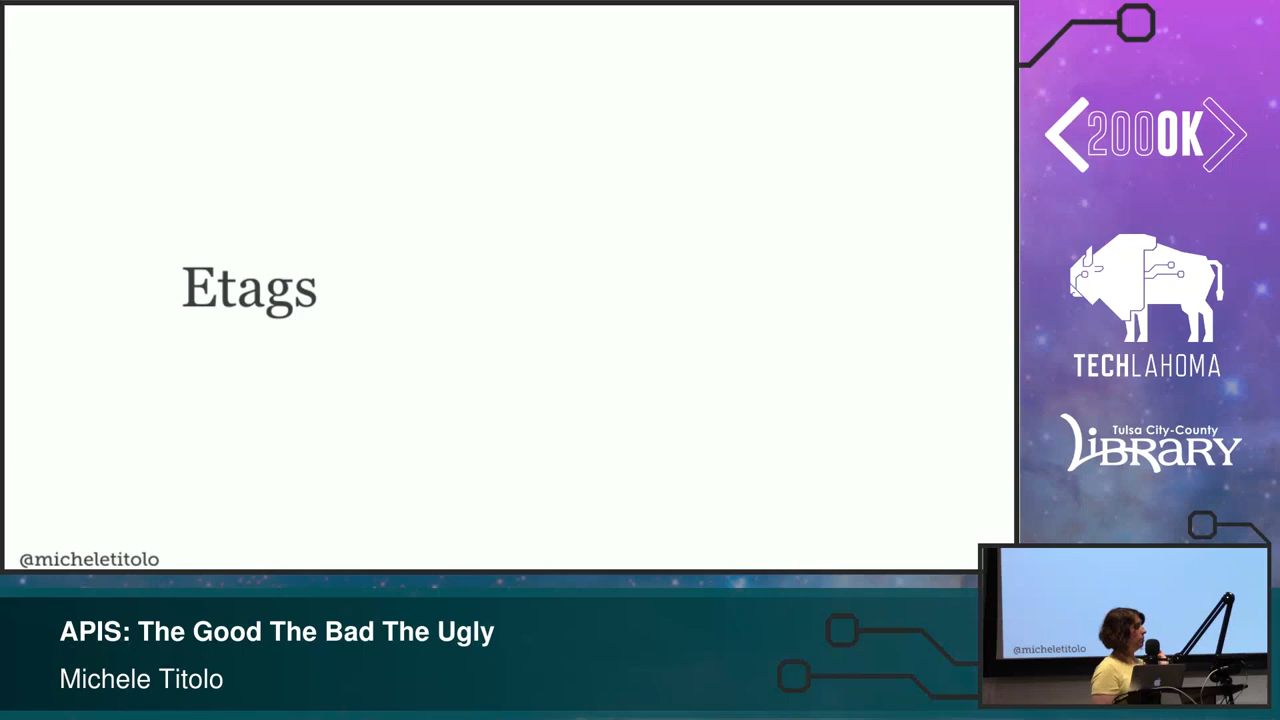 Etags
@micheletitolo
200OK
TECHLAHOMA
Tulsa City-County
LIBRARY
@micheletitolo
APIS: The Good The Bad The Ugly
Michele Titolo